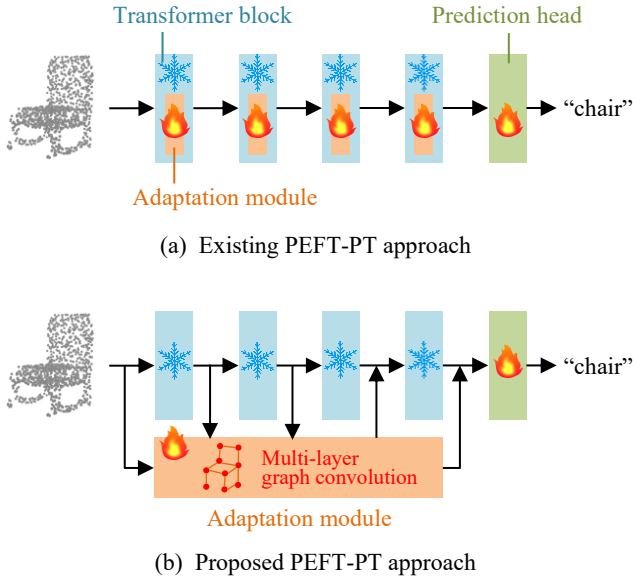 Transformer block
Prediction head
“chair”
Adaptation module
(a) Existing PEFT-PT approach
“chair”
Multi-layer
graph convolution
Adaptation module
(b) Proposed PEFT-PT approach